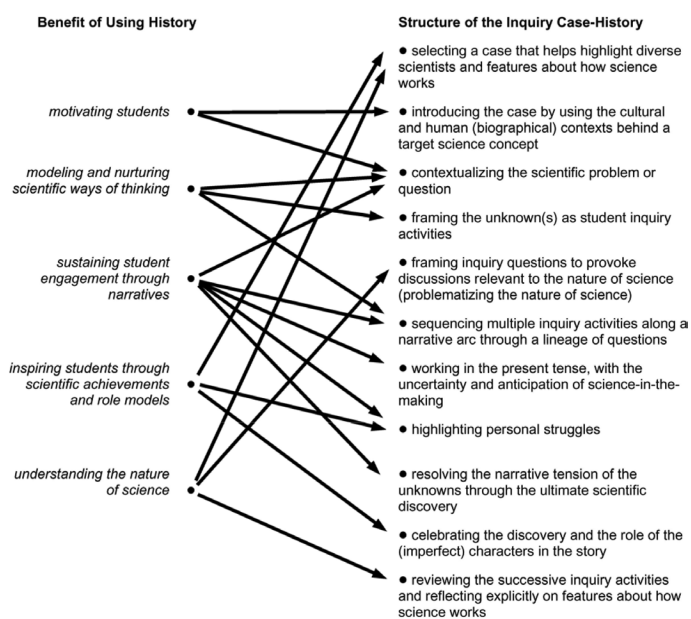 Benefit of Using History
motivating students
modeling and nurturing
scientific ways of thinking
sustaining student
engagement through
narratives
inspiring students through
scientific achievements
and role models
understanding the nature
of science
Structure of the Inquiry Case-History
● selecting a case that helps highlight diverse
scientists and features about how science
works
● introducing the case by using the cultural
and human (biographical) contexts behind a
target science concept
● contextualizing the scientific problem or
question
● framing the unknown(s) as student inquiry
activities
● framing inquiry questions to provoke
discussions relevant to the nature of science
(problematizing the nature of science)
● sequencing multiple inquiry activities along a
narrative arc through a lineage of questions
● working in the present tense, with the
uncertainty and anticipation of science-in-the-
making
● highlighting personal struggles
● resolving the narrative tension of the
unknowns through the ultimate scientific
discovery
● celebrating the discovery and the role of the
(imperfect) characters in the story
● reviewing the successive inquiry activities
and reflecting explicitly on features about how
science works